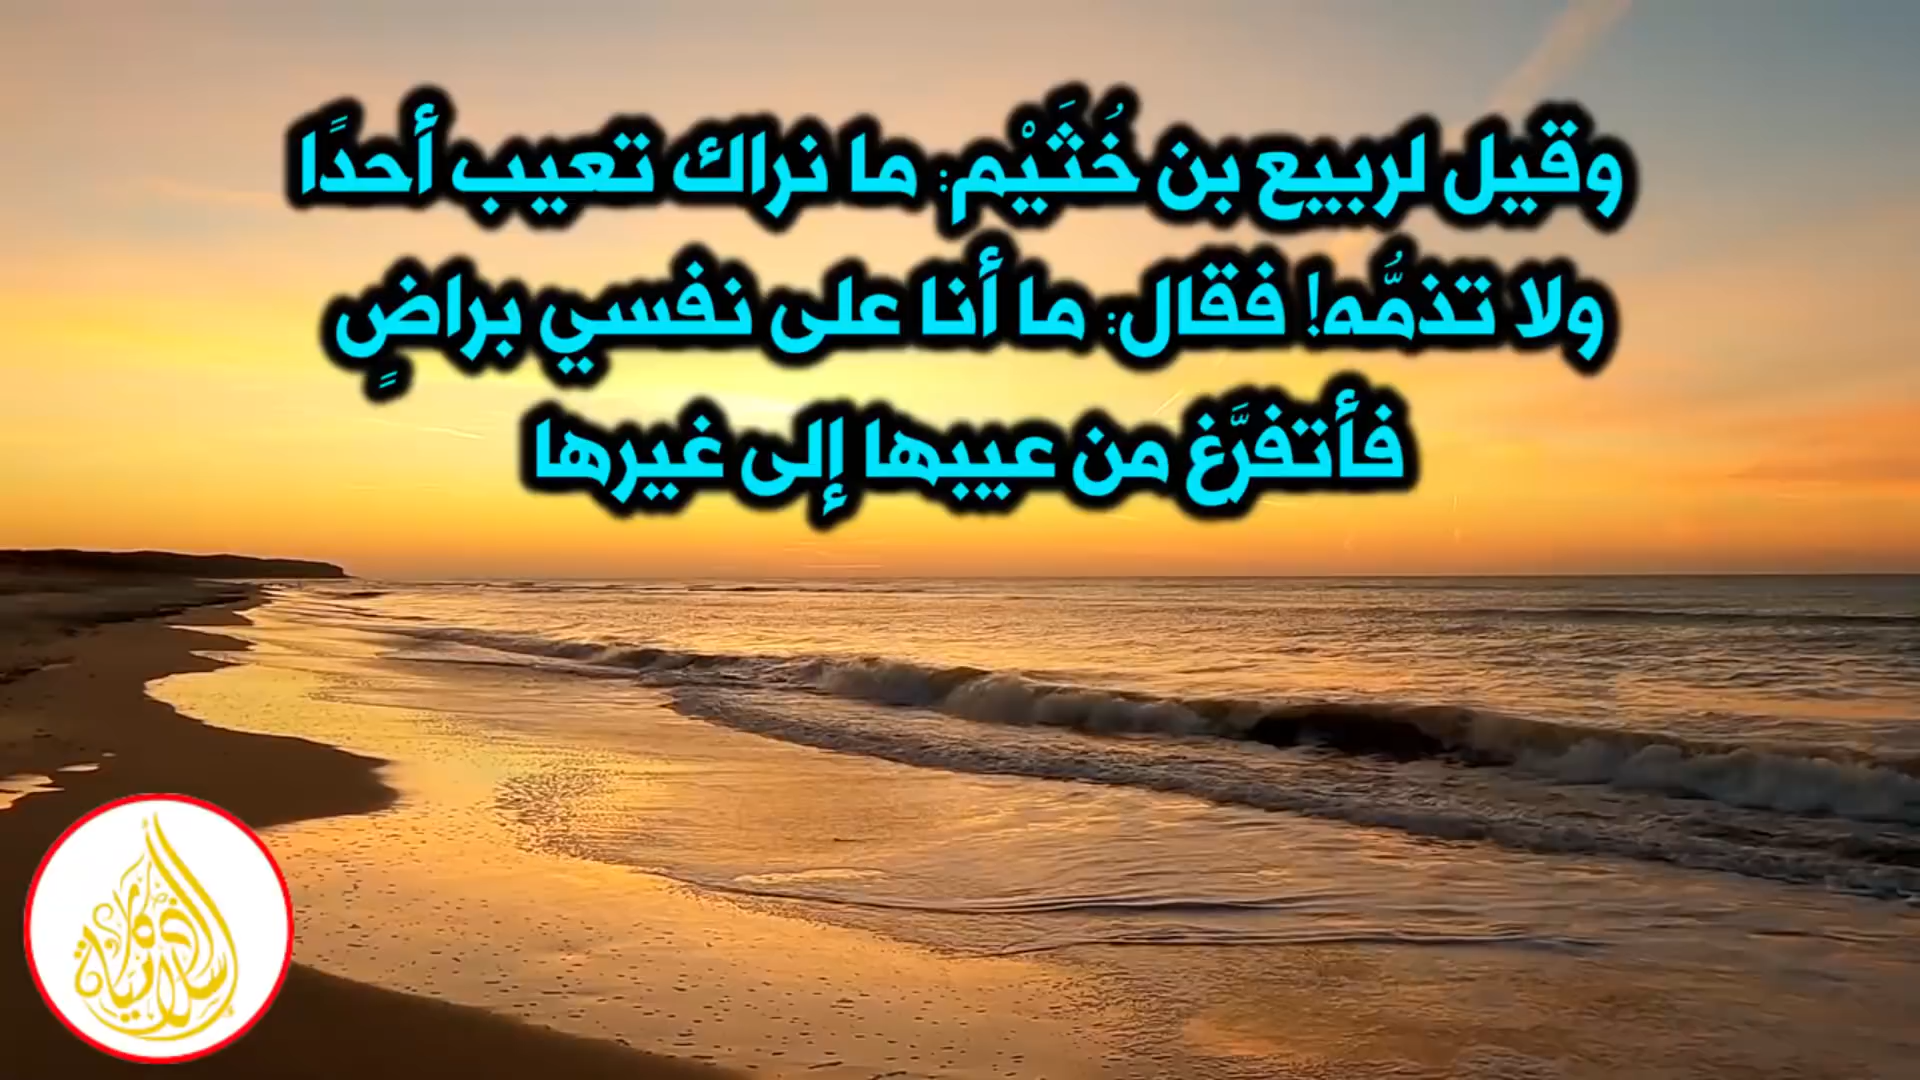 وقيل لربيع بن خُثَيْم: ما نراك تعيب أحدًا
ولا تذمُّه! فقال: ما أنا على نفسي براضٍ
فأتفرَّغ من عيبها إلى غيرها